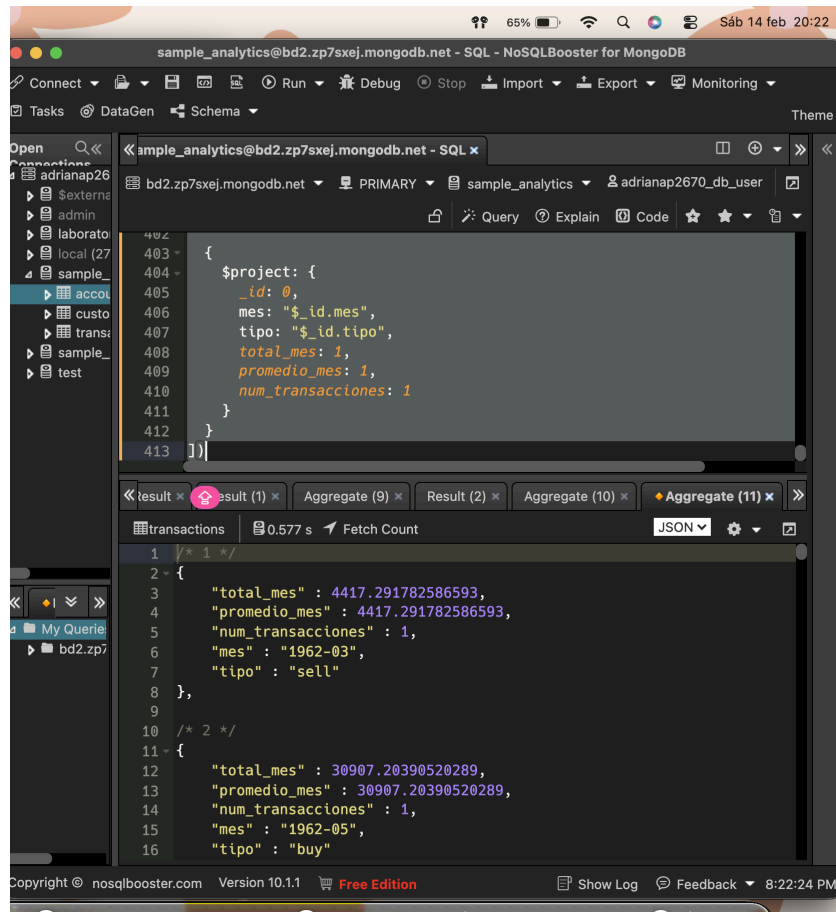 65% Sáb 14 feb 20:22
sample_analytics@bd2.zp7sxej.mongodb.net - SQL - NoSQLBooster for MongoDB
Connect Run Debug Stop Import Export Monitoring
Tasks DataGen Schema
Theme
Open
Connections
adrianap26
$externa
admin
laborato
local (27
sample_
accou
custo
transa
sample_
test
ample_analytics@bd2.zp7sxej.mongodb.net - SQL
bd2.zp7sxej.mongodb.net PRIMARY sample_analytics adrianap2670_db_user
Query Explain Code
402
403 {
404 $project: {
405 _id: 0,
406 mes: "$_id.mes",
407 tipo: "$_id.tipo",
408 total_mes: 1,
409 promedio_mes: 1,
410 num_transacciones: 1
411 }
412 }
413 ])
Result esult (1) Aggregate (9) Result (2) Aggregate (10) Aggregate (11)
transactions 0.577 s Fetch Count JSON
1 /* 1 */
2 {
3 "total_mes" : 4417.291782586593,
4 "promedio_mes" : 4417.291782586593,
5 "num_transacciones" : 1,
6 "mes" : "1962-03",
7 "tipo" : "sell"
8 },
9
10 /* 2 */
11 {
12 "total_mes" : 30907.20390520289,
13 "promedio_mes" : 30907.20390520289,
14 "num_transacciones" : 1,
15 "mes" : "1962-05",
16 "tipo" : "buy"
My Querie
bd2.zp7
Copyright © nosqlbooster.com Version 10.1.1 Free Edition Show Log Feedback 8:22:24 PM